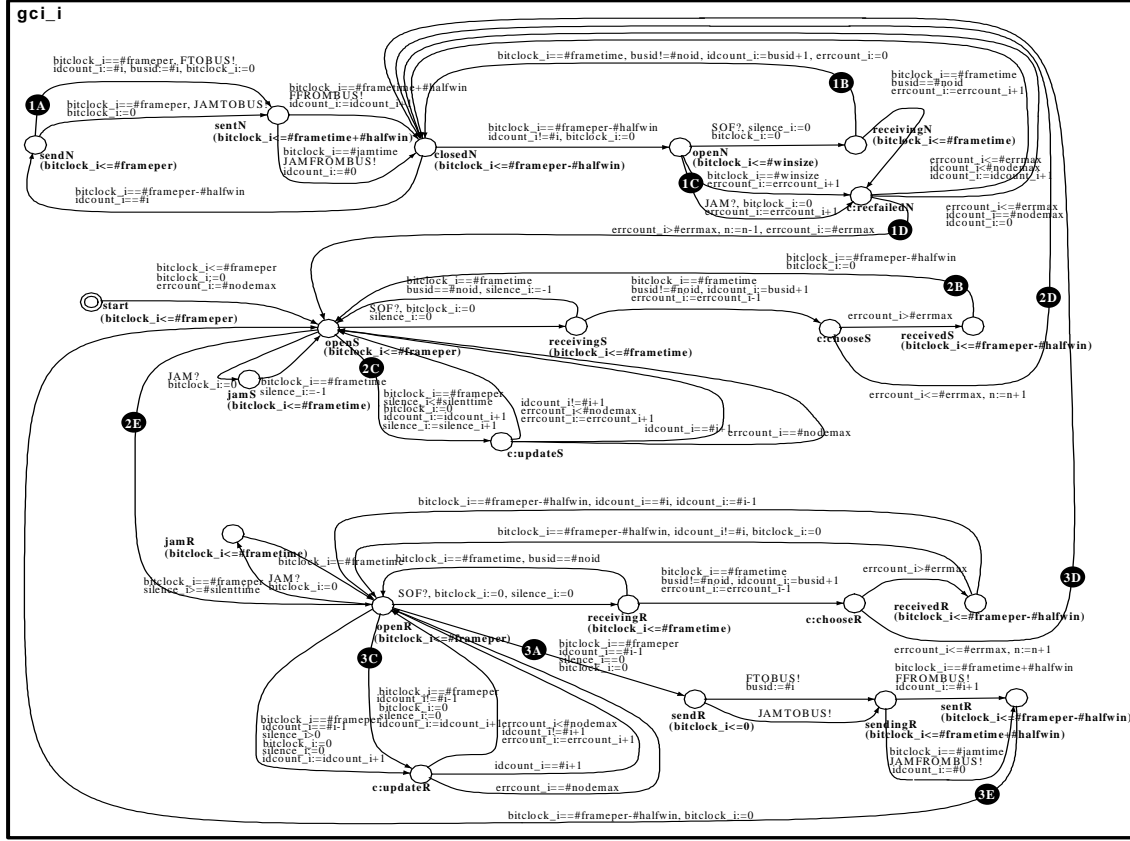 gci_i
bitclock_i==#frameper, FTOBUS!
idcount_i:=#i, busid:=#i, bitclock_i:=0
1A
bitclock_i==#frameper, JAMTOBUS!
bitclock_i:=0
sendN
(bitclock_i<=#frameper)
bitclock_i==#frametime+#halfwin
FFROMBUS!
idcount_i:=idcount_i+1
sentN
(bitclock_i<=#frametime+#halfwin)
bitclock_i==#jamtime
JAMFROMBUS!
idcount_i:=#0
bitclock_i==#frameper-#halfwin
idcount_i==#i
bitclock_i==#frametime, busid!=#noid, idcount_i:=busid+1, errcount_i:=0
1B
bitclock_i==#frameper-#halfwin
idcount_i!=#i, bitclock_i:=0
closedN
(bitclock_i<=#frameper-#halfwin)
SOF?, silence_i:=0
bitclock_i:=0
openN
(bitclock_i<=#winsize)
1C
bitclock_i==#winsize
errcount_i:=errcount_i+1
JAM?, bitclock_i:=0
errcount_i:=errcount_i+1
bitclock_i==#frametime
busid==#noid
errcount_i:=errcount_i+1
receivingN
(bitclock_i<=#frametime)
errcount_i<=#errmax
idcount_i<#nodemax
idcount_i:=idcount_i+1
c:recfailedN
errcount_i<=#errmax
idcount_i==#nodemax
idcount_i:=0
1D
errcount_i>#errmax, n:=n-1, errcount_i:=#errmax
bitclock_i<=#frameper
bitclock_i:=0
errcount_i:=#nodemax
start
(bitclock_i<=#frameper)
bitclock_i==#frametime
busid==#noid, silence_i:=-1
SOF?, bitclock_i:=0
silence_i:=0
openS
(bitclock_i<=#frameper)
receivingS
(bitclock_i<=#frametime)
bitclock_i==#frametime
busid!=#noid, idcount_i:=busid+1
errcount_i:=errcount_i-1
bitclock_i==#frameper-#halfwin
bitclock_i:=0
2B
2D
errcount_i>#errmax
c:chooseS
receivedS
(bitclock_i<=#frameper-#halfwin)
errcount_i<=#errmax, n:=n+1
JAM?
bitclock_i:=0
jamS
(bitclock_i<=#frametime)
bitclock_i==#frametime
silence_i:=-1
2C
bitclock_i==#frameper
silence_i<#silenttime
bitclock_i:=0
idcount_i:=idcount_i+1
silence_i:=silence_i+1
idcount_i!=#i+1
errcount_i<#nodemax
errcount_i:=errcount_i+1
idcount_i==#i+1
errcount_i==#nodemax
c:updateS
2E
bitclock_i==#frameper-#halfwin, idcount_i==#i, idcount_i:=#i-1
bitclock_i==#frameper-#halfwin, idcount_i!=#i, bitclock_i:=0
jamR
(bitclock_i<=#frametime)
bitclock_i==#frametime
bitclock_i==#frametime, busid==#noid
bitclock_i==#frameper
silence_i>=#silenttime
JAM?
bitclock_i:=0
SOF?, bitclock_i:=0, silence_i:=0
openR
(bitclock_i<=#frameper)
receivingR
(bitclock_i<=#frametime)
bitclock_i==#frametime
busid!=#noid, idcount_i:=busid+1
errcount_i:=errcount_i-1
errcount_i>#errmax
c:chooseR
receivedR
(bitclock_i<=#frameper-#halfwin)
3D
errcount_i<=#errmax, n:=n+1
3A
bitclock_i==#frameper
idcount_i==#i-1
silence_i==0
bitclock_i:=0
3C
bitclock_i==#frameper
idcount_i!=#i-1
bitclock_i:=0
silence_i:=0
idcount_i:=idcount_i+1
bitclock_i==#frameper
idcount_i==#i-1
silence_i>0
bitclock_i:=0
silence_i:=0
idcount_i:=idcount_i+1
errcount_i<#nodemax
idcount_i!=#i+1
errcount_i:=errcount_i+1
idcount_i==#i+1
errcount_i==#nodemax
c:updateR
FTOBUS!
busid:=#i
sendR
(bitclock_i<=0)
JAMTOBUS!
bitclock_i==#frametime+#halfwin
FFROMBUS!
idcount_i:=#i+1
sendingR
(bitclock_i<=#frametime+#halfwin)
sentR
(bitclock_i<=#frameper-#halfwin)
bitclock_i==#jamtime
JAMFROMBUS!
idcount_i:=#0
3E
bitclock_i==#frameper-#halfwin, bitclock_i:=0